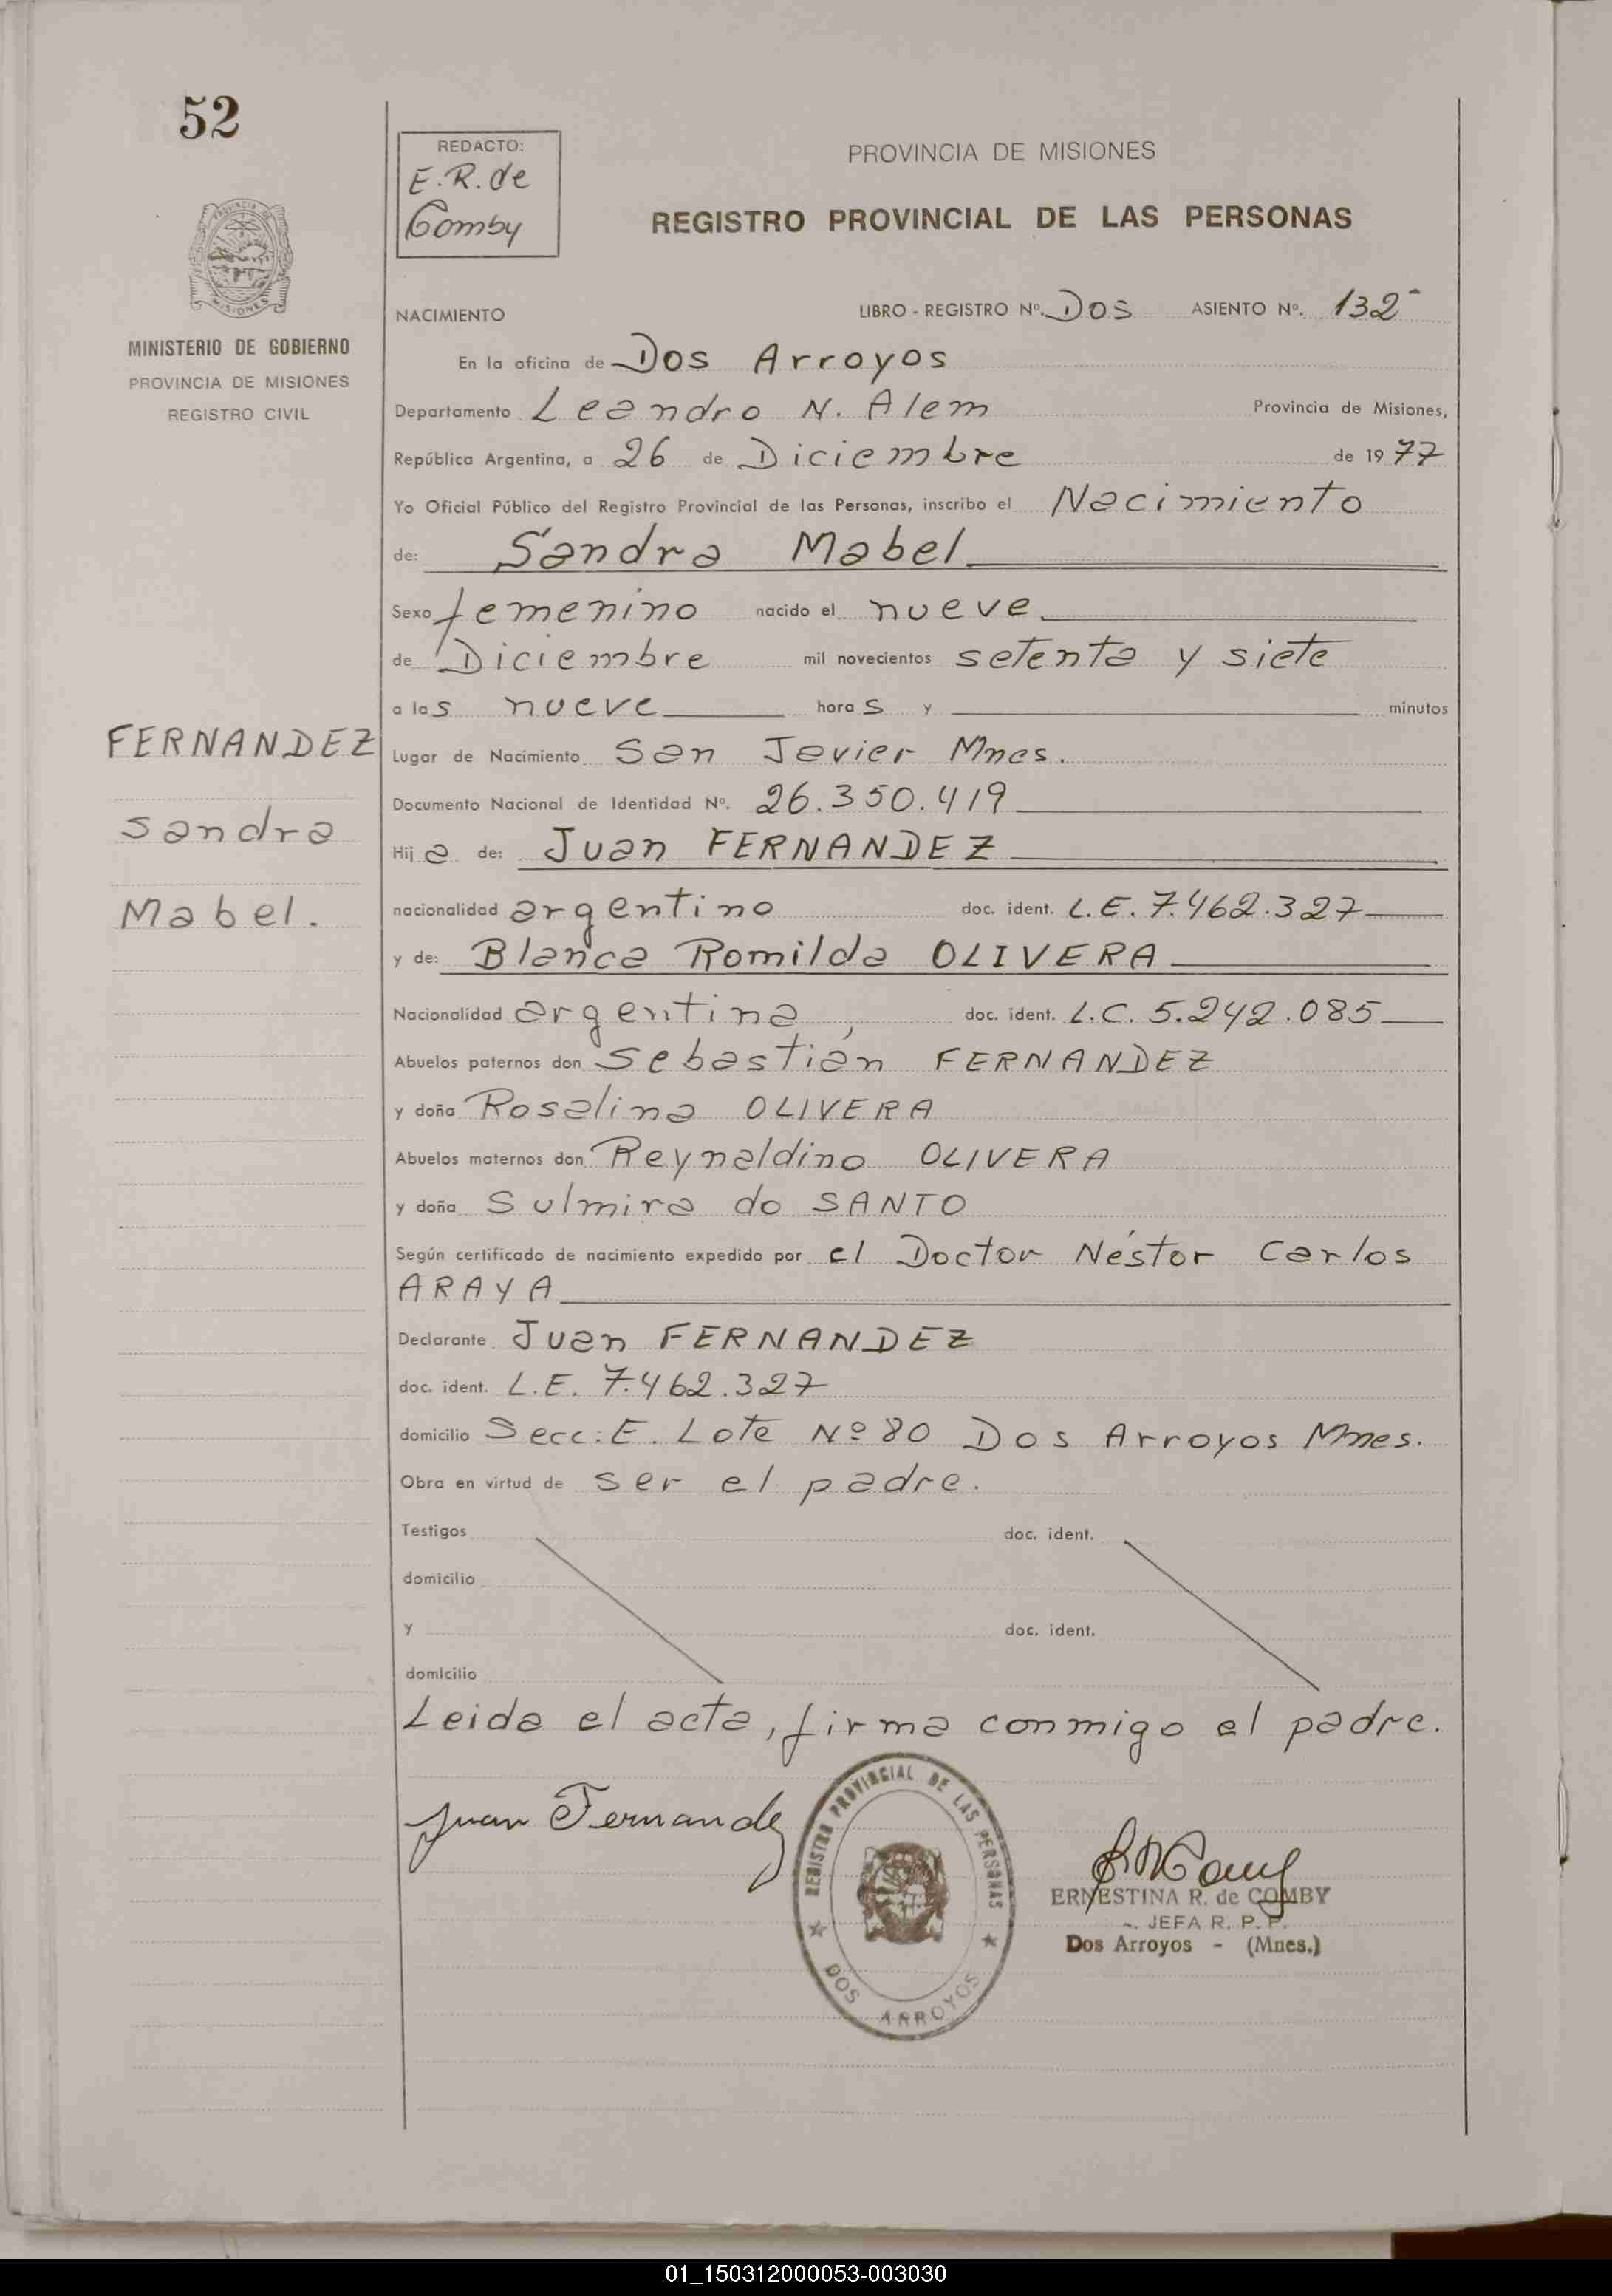 52
REDACTO:
E.R. de
Comby
PROVINCIA DE MISIONES
REGISTRO PROVINCIAL DE LAS PERSONAS
PROVINCIA DE
MISIONES
MINISTERIO DE GOBIERNO
PROVINCIA DE MISIONES
REGISTRO CIVIL
NACIMIENTO LIBRO - REGISTRO Nº. DOS ASIENTO Nº. 132-
En la oficina de Dos Arroyos
Departamento Leandro N. Alem Provincia de Misiones,
República Argentina, a 26 de Diciembre de 1977
Yo Oficial Público del Registro Provincial de las Personas, inscribo el Nacimiento
de: Sandra Mabel
Sexo femenino nacido el nueve
de Diciembre mil novecientos setenta y siete
a las nueve horas y minutos
FERNANDEZ
Sandra
Mabel.
Lugar de Nacimiento San Javier Mnes.
Documento Nacional de Identidad Nº. 26.350.419
Hija de: Juan FERNANDEZ
nacionalidad argentino doc. ident. L.E. 7.462.327
y de: Blanca Romilda OLIVERA
Nacionalidad argentina, doc. ident. L.C. 5.242.085
Abuelos paternos don Sebastián FERNANDEZ
y doña Rosalina OLIVERA
Abuelos maternos don Reynaldino OLIVERA
y doña Sulmira do SANTO
Según certificado de nacimiento expedido por el Doctor Néstor Carlos
ARAYA
Declarante Juan FERNANDEZ
doc. ident. L.E. 7.462.327
domicilio Secc. E. Lote Nº 80 Dos Arroyos Mnes.
Obra en virtud de ser el padre.
Testigos doc. ident.
domicilio
y doc. ident.
domicilio
Leida el acta, firma conmigo el padre.
Juan Fernandez
REGISTRO PROVINCIAL DE LAS PERSONAS
DOS ARROYOS
ERNESTINA R. de COMBY
JEFA R. P. P.
Dos Arroyos - (Mnes.)
01_150312000053-003030